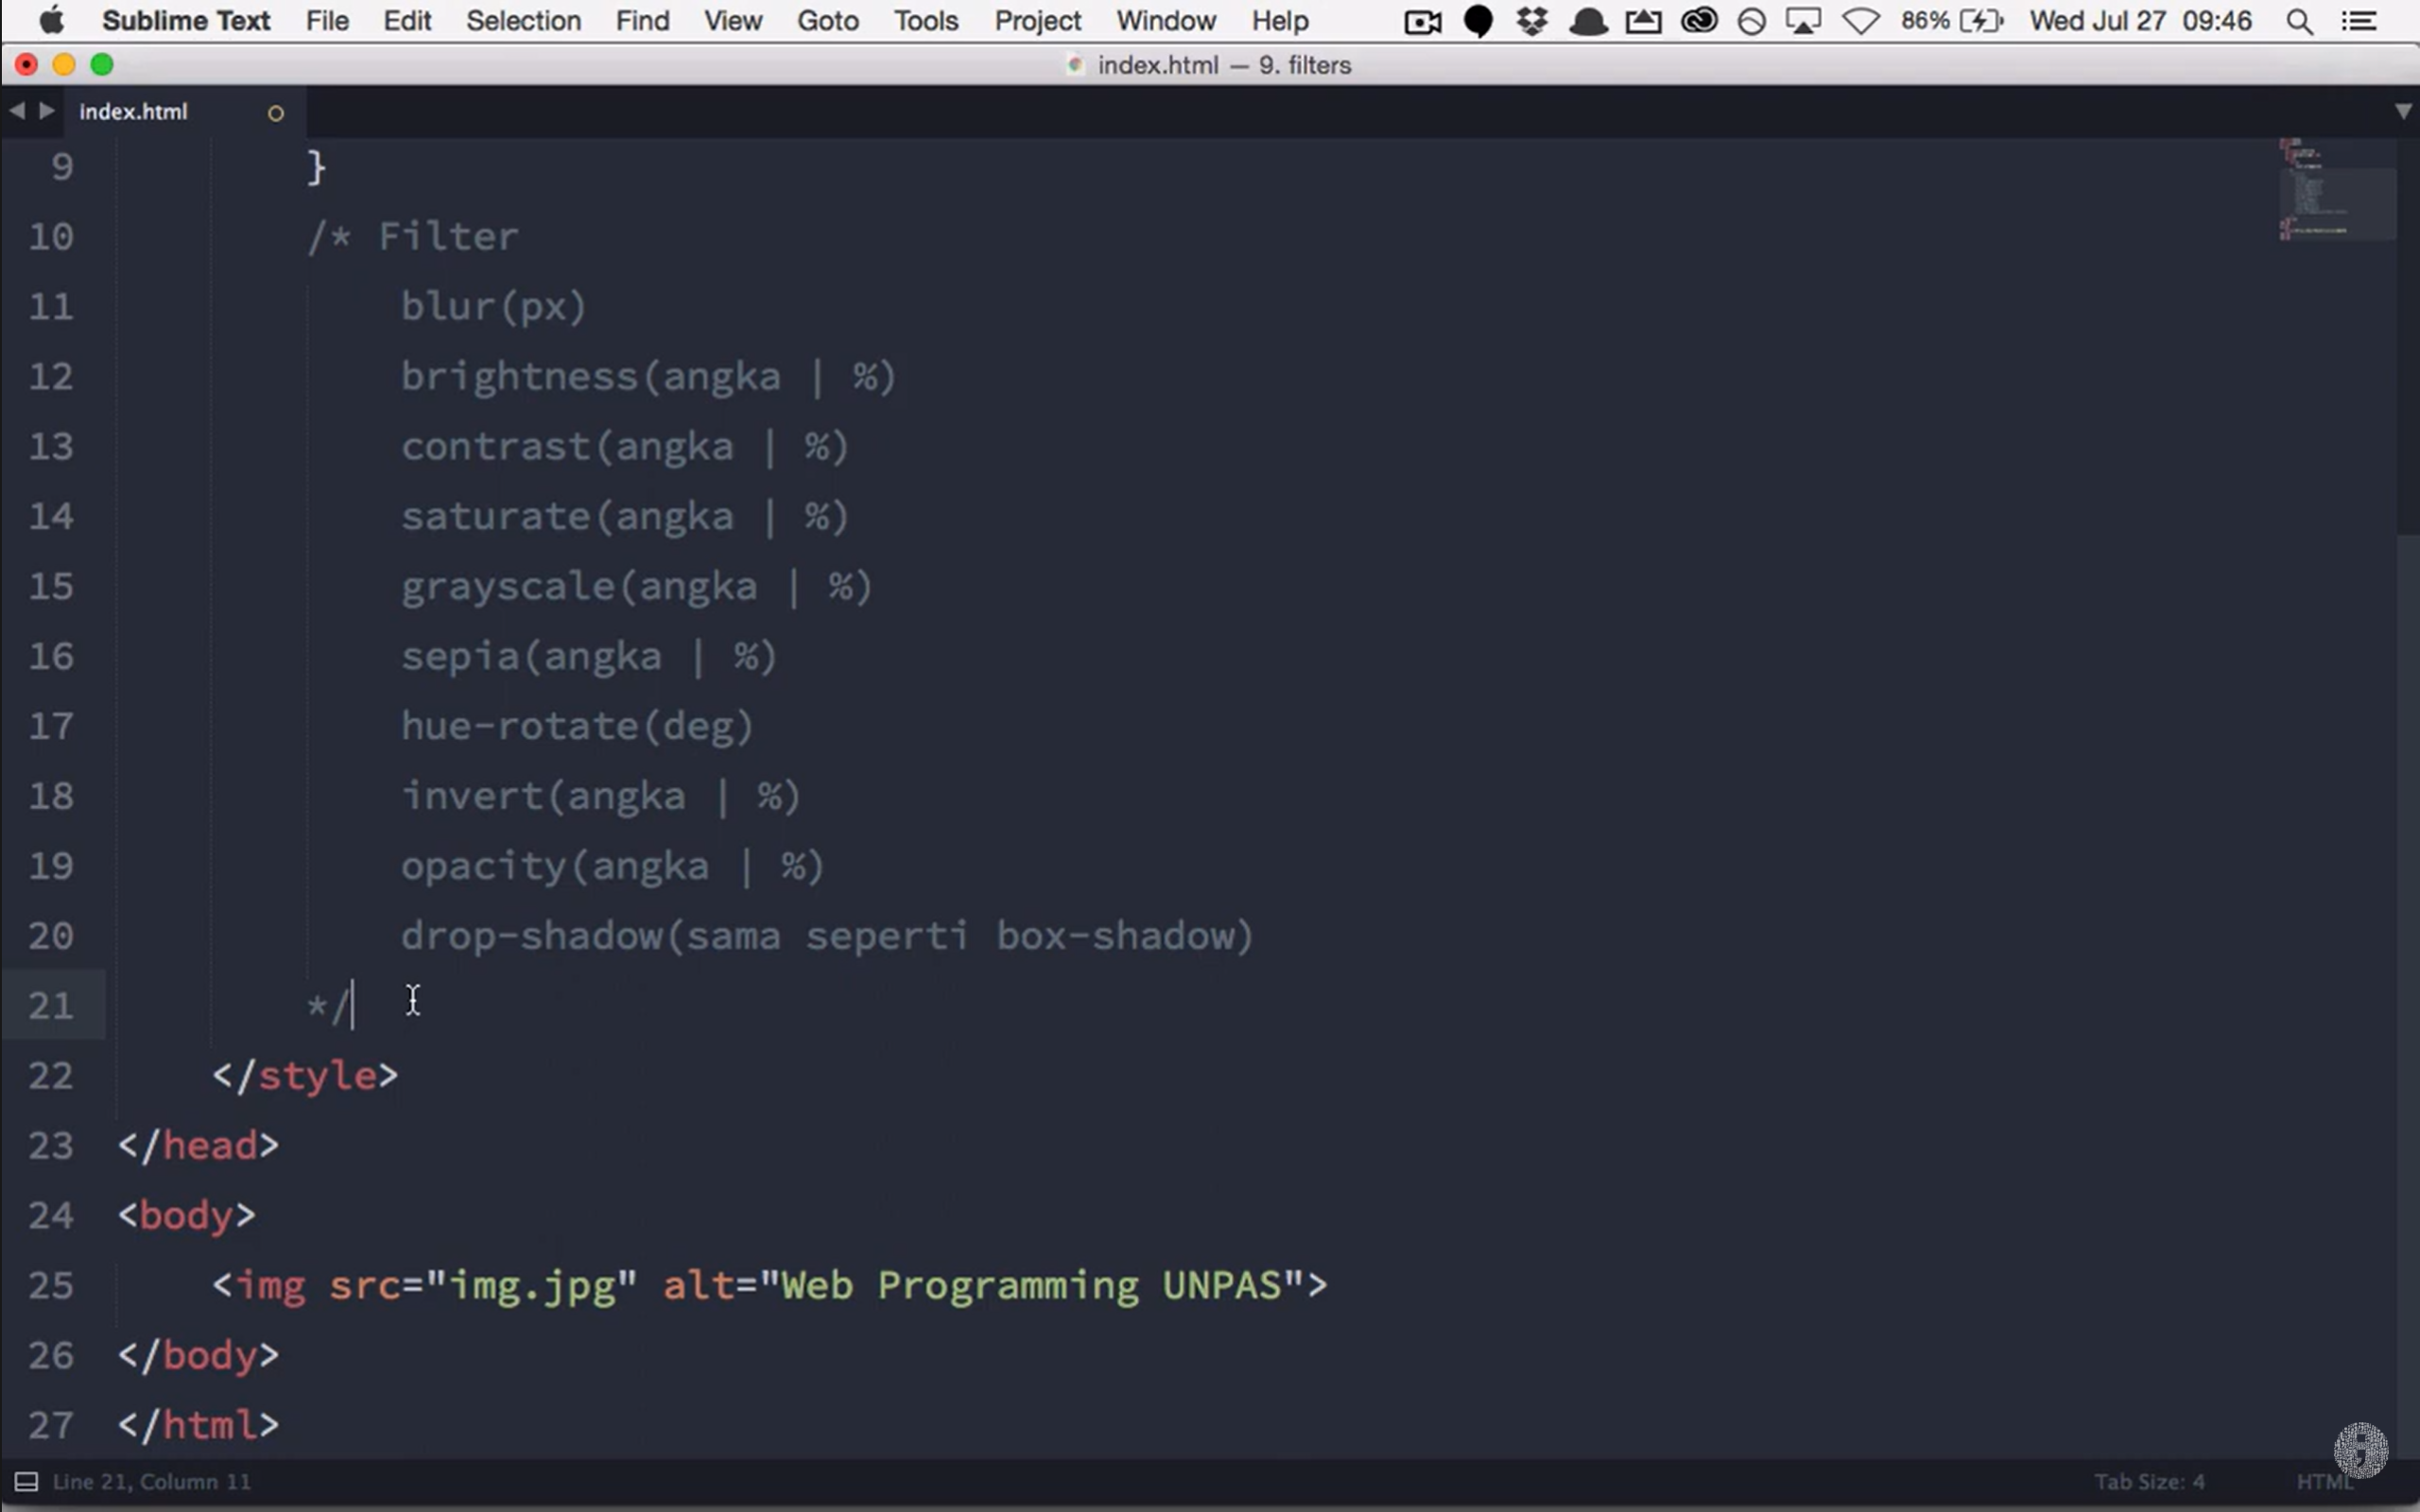 Sublime Text File Edit Selection Find View Goto Tools Project Window Help 86% Wed Jul 27 09:46
index.html — 9. filters
index.html
9 }
10 /* Filter
11 blur(px)
12 brightness(angka | %)
13 contrast(angka | %)
14 saturate(angka | %)
15 grayscale(angka | %)
16 sepia(angka | %)
17 hue-rotate(deg)
18 invert(angka | %)
19 opacity(angka | %)
20 drop-shadow(sama seperti box-shadow)
21 */
22 </style>
23 </head>
24 <body>
25 <img src="img.jpg" alt="Web Programming UNPAS">
26 </body>
27 </html>
Line 21, Column 11 Tab Size: 4 HTML